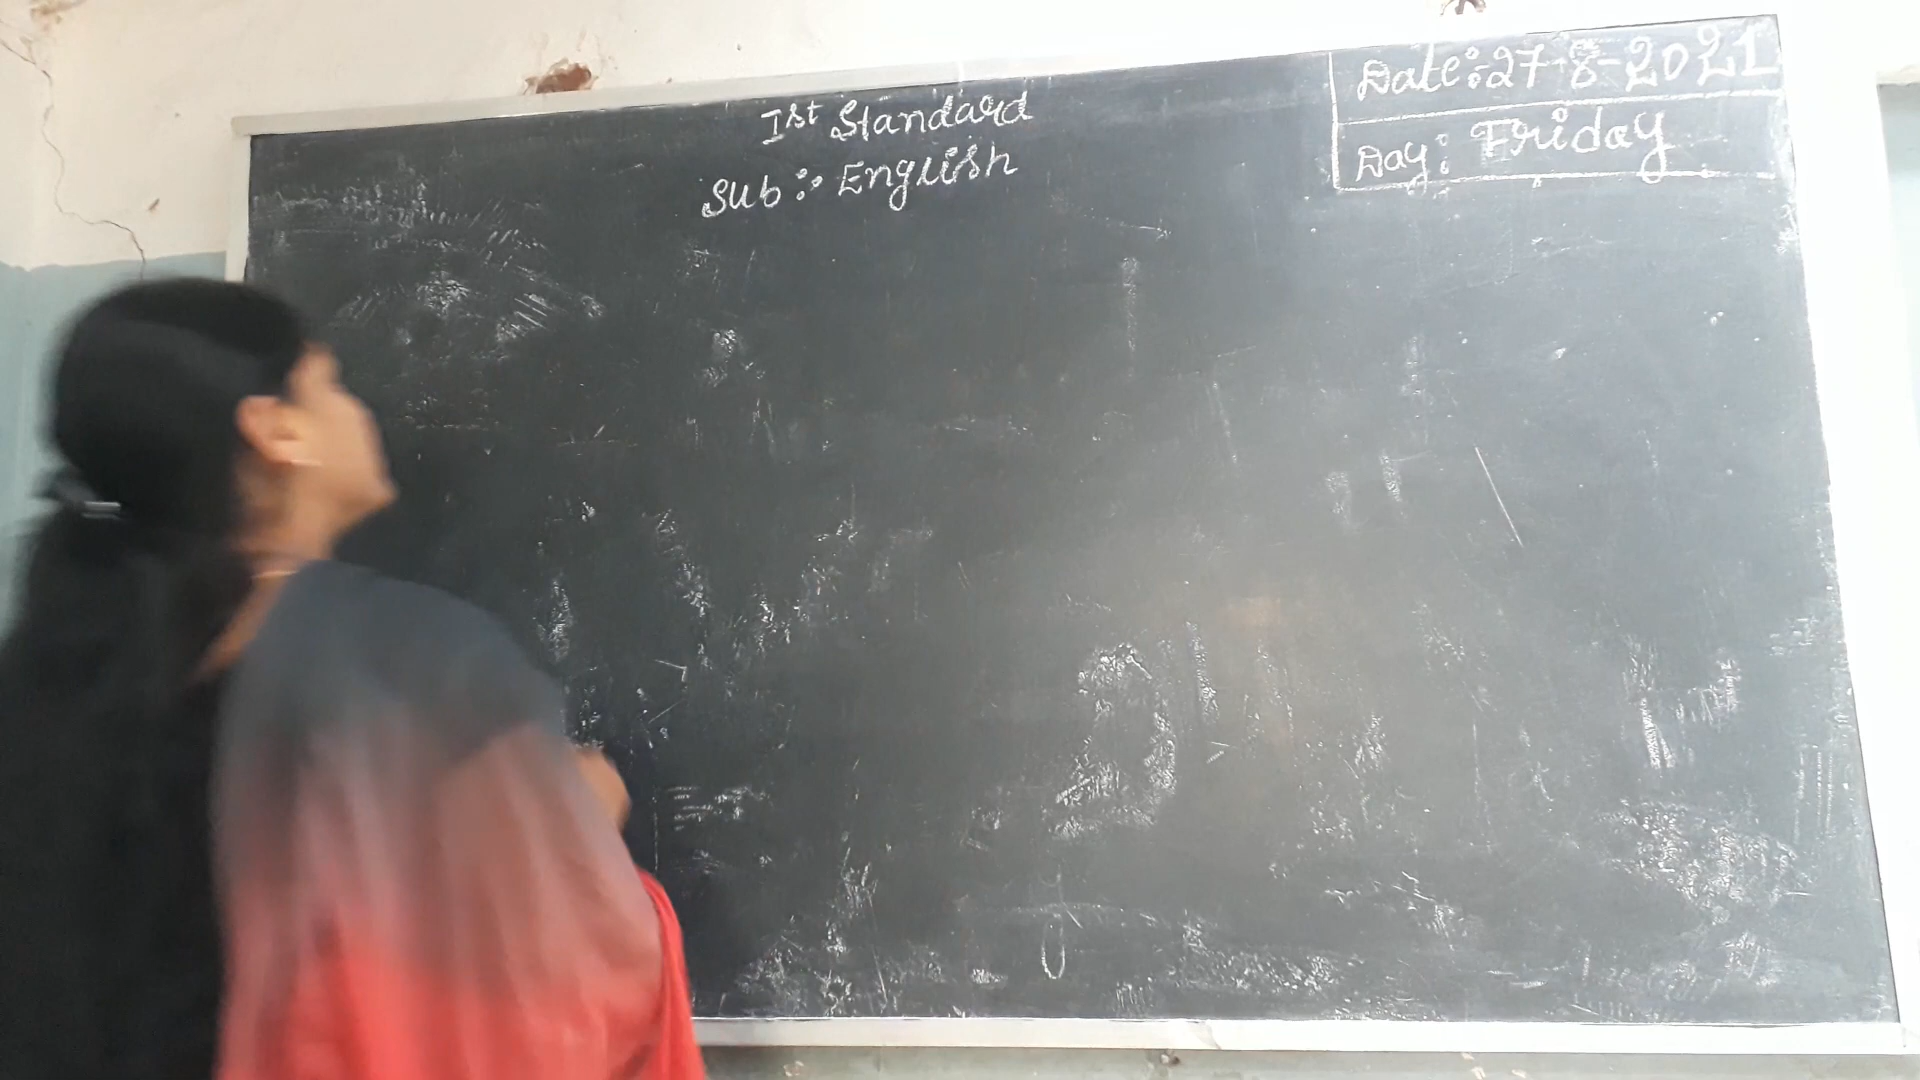 Ist Standard
Sub : English
Date: 27-8-2021
Day: Friday